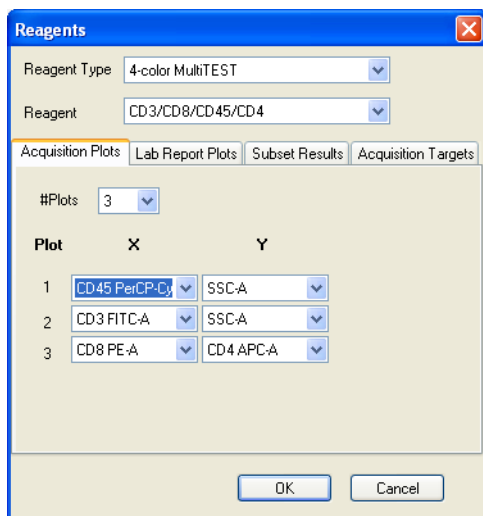 Reagents
Reagent Type 4-color MultiTEST
Reagent CD3/CD8/CD45/CD4
Acquisition Plots Lab Report Plots Subset Results Acquisition Targets
#Plots 3
Plot X Y
1 CD45 PerCP-Cy SSC-A
2 CD3 FITC-A SSC-A
3 CD8 PE-A CD4 APC-A
OK Cancel